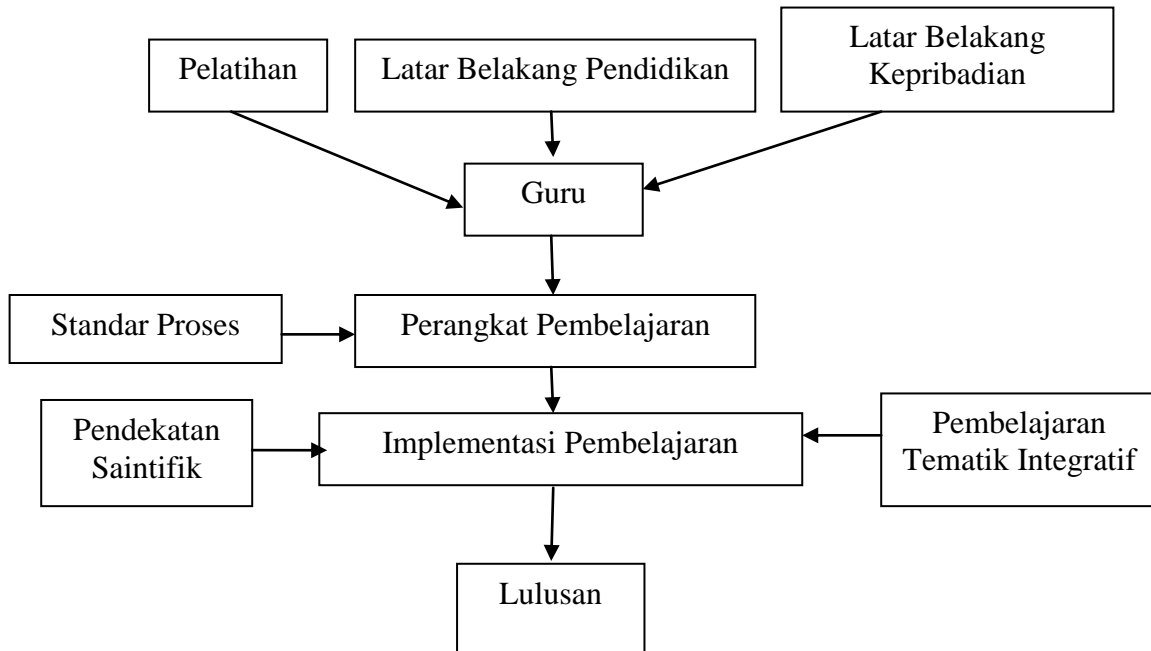 Pelatihan
Latar Belakang Pendidikan
Latar Belakang
Kepribadian
Guru
Standar Proses
Perangkat Pembelajaran
Pendekatan
Saintifik
Implementasi Pembelajaran
Pembelajaran
Tematik Integratif
Lulusan